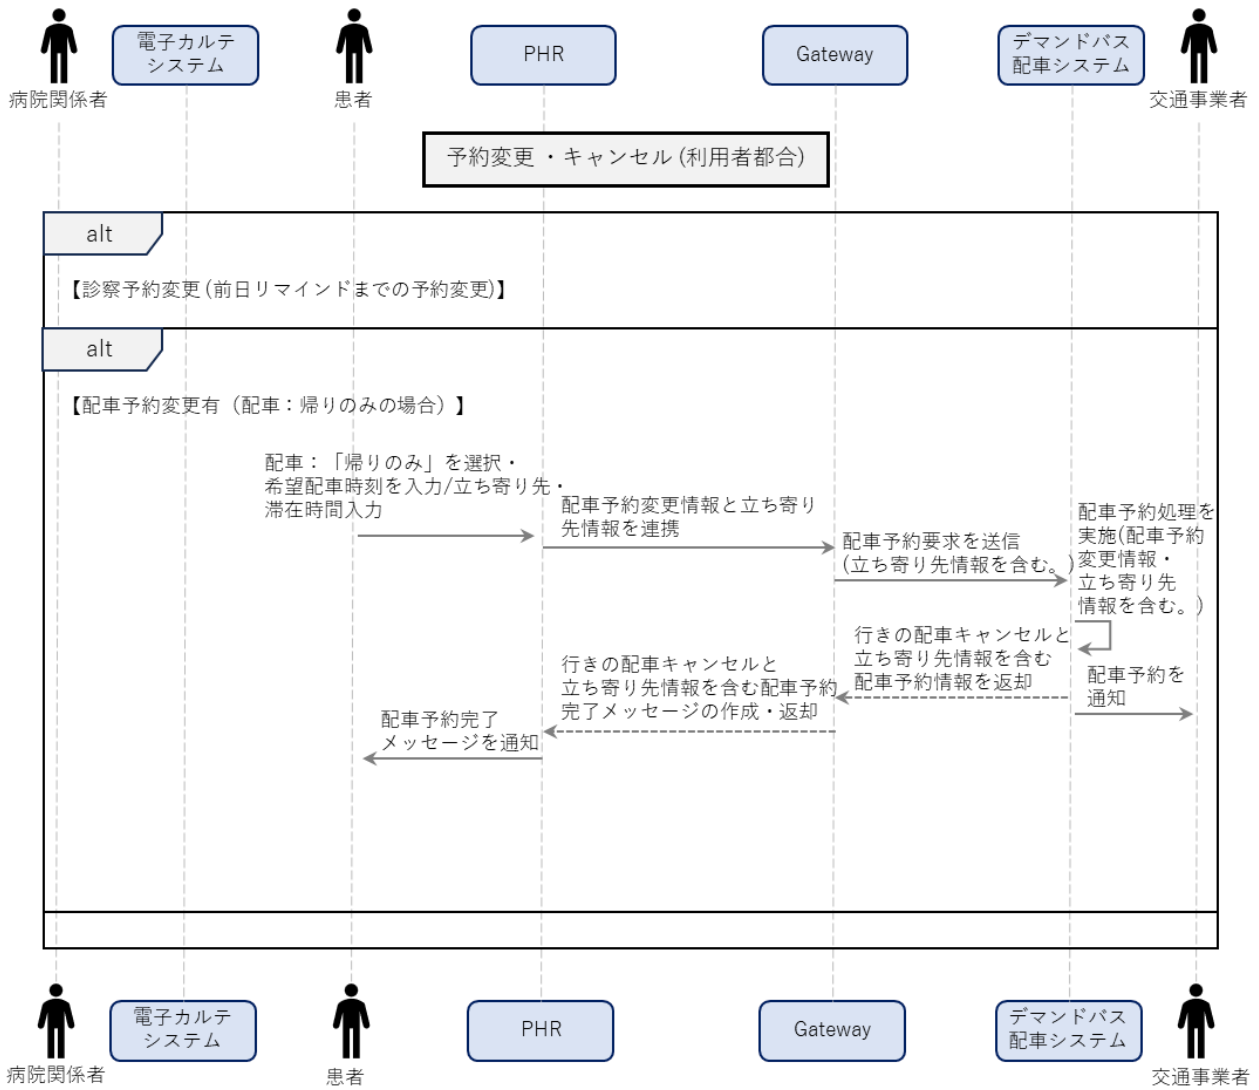 電子カルテ
システム
PHR
Gateway
デマンドバス
配車システム
病院関係者
患者
交通事業者
予約変更 ・キャンセル (利用者都合)
alt
【診察予約変更 (前日リマインドまでの予約変更)】
alt
【配車予約変更有（配車：帰りのみの場合）】
配車：「帰りのみ」を選択・
希望配車時刻を入力/立ち寄り先・
滞在時間入力
配車予約変更情報と立ち寄り
先情報を連携
配車予約要求を送信
(立ち寄り先情報を含む。)
配車予約処理を
実施(配車予約
変更情報・
立ち寄り先
情報を含む。)
行きの配車キャンセルと
立ち寄り先情報を含む
配車予約情報を返却
配車予約を
通知
行きの配車キャンセルと
立ち寄り先情報を含む配車予約
完了メッセージの作成・返却
配車予約完了
メッセージを通知
電子カルテ
システム
PHR
Gateway
デマンドバス
配車システム
病院関係者
患者
交通事業者